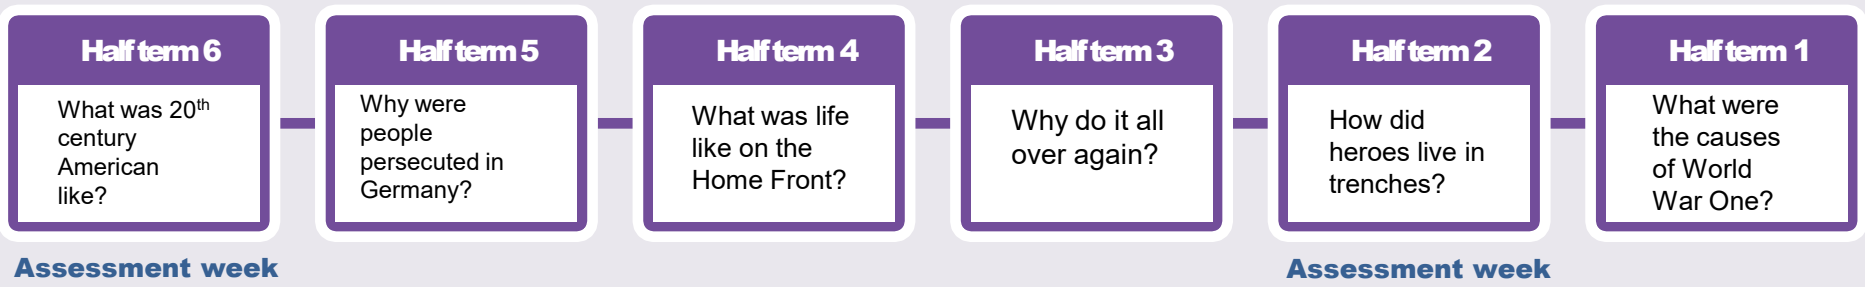 Half term 6
What was 20th
century
American
like?
Half term 5
Why were
people
persecuted in
Germany?
Half term 4
What was life
like on the
Home Front?
Half term 3
Why do it all
over again?
Half term 2
How did
heroes live in
trenches?
Half term 1
What were
the causes
of World
War One?
Assessment week
Assessment week